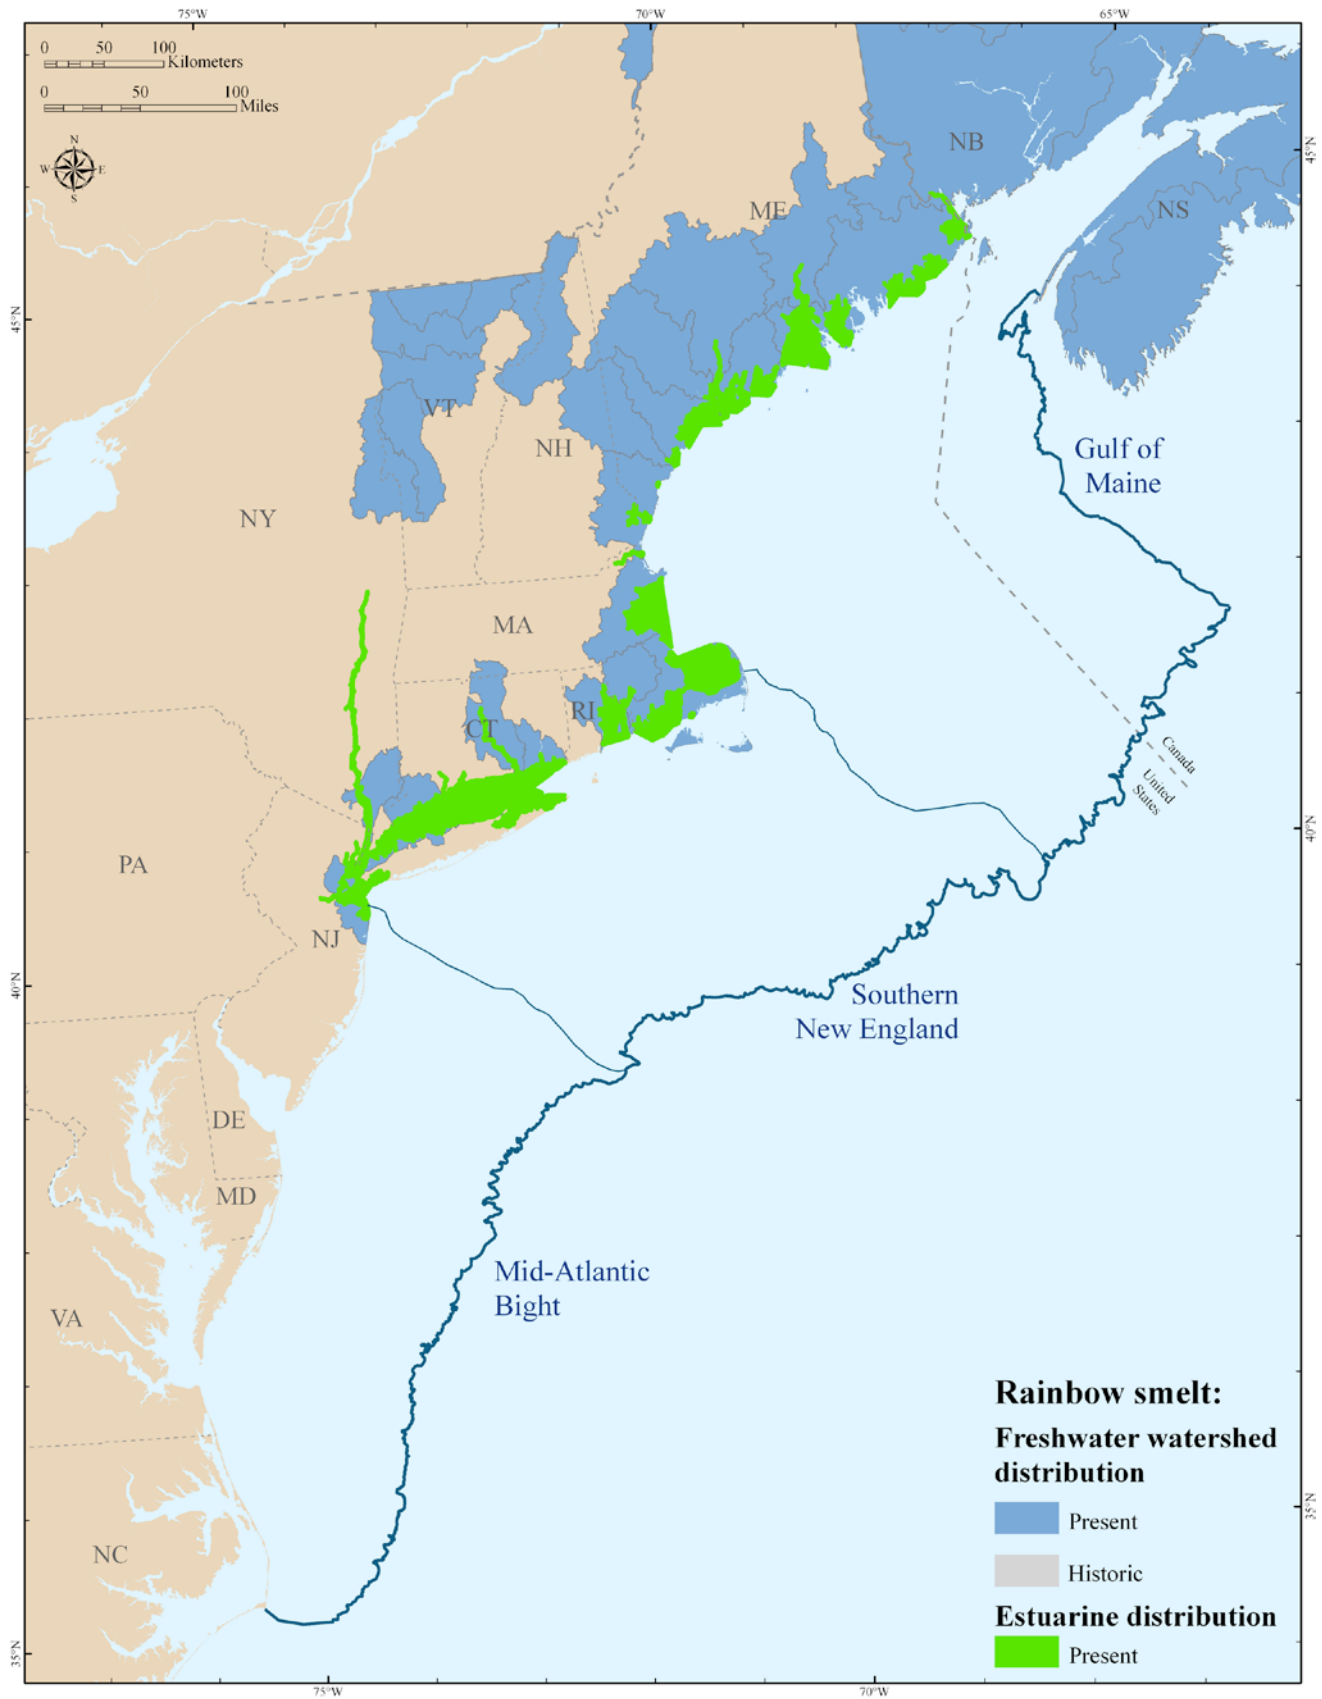 75°W
70°W
65°W
0 50 100
Kilometers
0 50 100
Miles
N
W E
S
NB
45°N
ME
NS
45°N
VT
NH
Gulf of
Maine
NY
MA
RI
CT
Canada
United
States
40°N
PA
NJ
40°N
Southern
New England
DE
MD
Mid-Atlantic
Bight
VA
Rainbow smelt:
Freshwater watershed
distribution
Present
35°N
NC
Historic
Estuarine distribution
Present
35°N
75°W
70°W